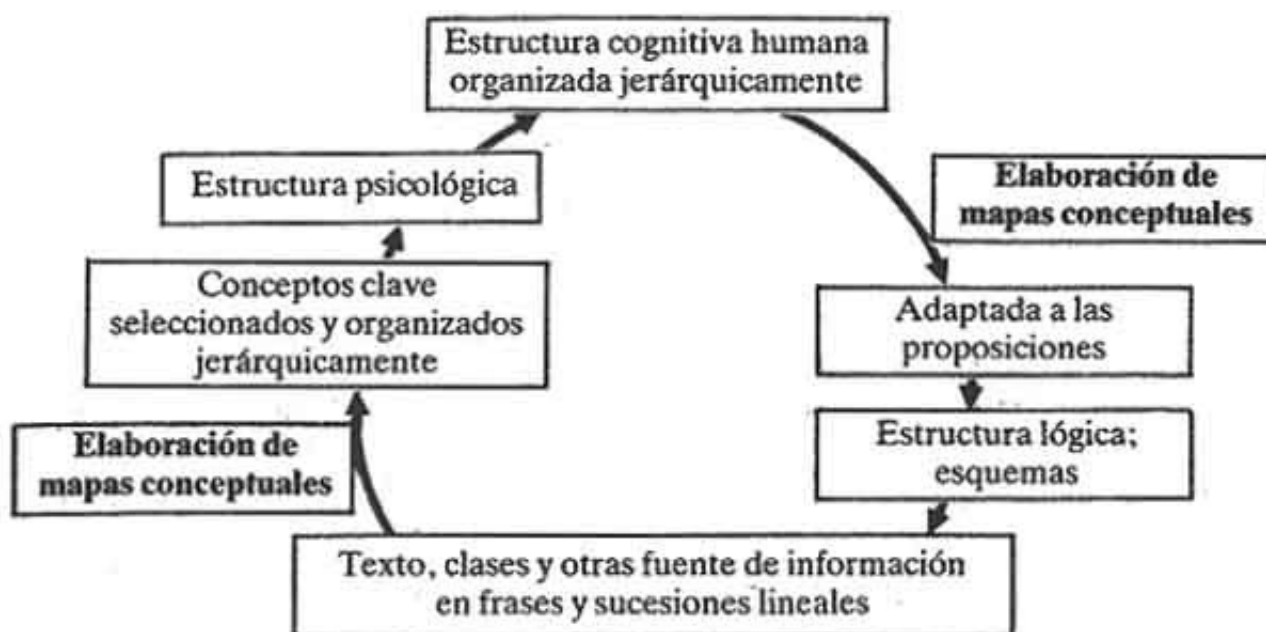 Estructura cognitiva humana
organizada jerárquicamente
Estructura psicológica
Elaboración de
mapas conceptuales
Conceptos clave
seleccionados y organizados
jerárquicamente
Adaptada a las
proposiciones
Elaboración de
mapas conceptuales
Estructura lógica;
esquemas
Texto, clases y otras fuente de información
en frases y sucesiones lineales